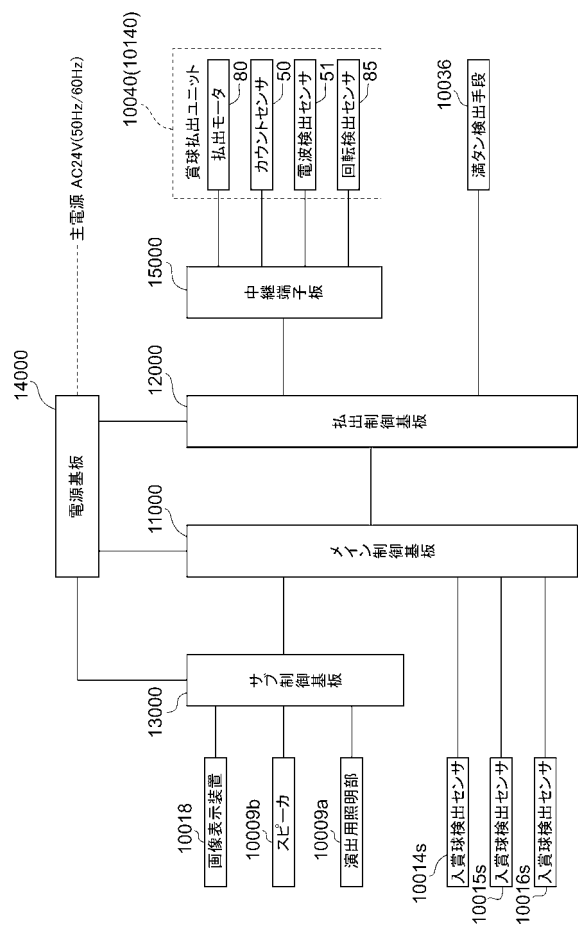 主電源 AC24V(50Hz/60Hz)
14000
電源基板
10040(10140)
賞球払出ユニット
払出モータ
80
カウントセンサ
50
電波検出センサ
51
回転検出センサ
85
10036
満タン検出手段
15000
中継端子板
12000
払出制御基板
11000
メイン制御基板
13000
サブ制御基板
10018
画像表示装置
10009b
スピーカ
10009a
演出用照明部
10014s
入賞球検出センサ
10015s
入賞球検出センサ
10016s
入賞球検出センサ